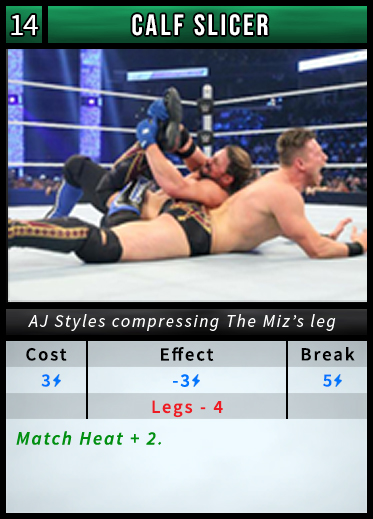 14 CALF SLICER
AJ Styles compressing The Miz's leg
Cost Effect Break
3⚡ -3⚡ 5⚡
Legs - 4
Match Heat + 2.